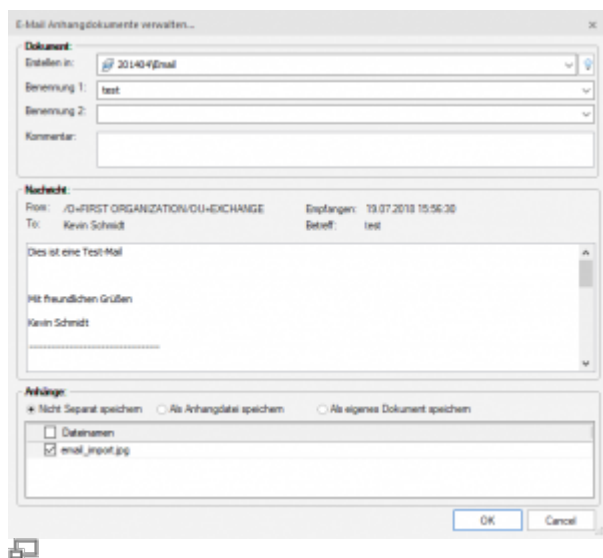 E-Mail Anhangdokumente verwalten...
Dokument:
Erstellen in: 201404\Email
Benennung 1: test
Benennung 2:
Kommentar:
Nachricht:
From: /O=FIRST ORGANIZATION/OU=EXCHANGE Empfangen: 19.07.2018 15:56:30
To: Kevin Schmidt Betreff: test
Dies ist eine Test-Mail
Mit freundlichen Grüßen
Kevin Schmidt
--------------------------------
Anhänge:
Nicht Separat speichern Als Anhangdatei speichern Als eigenes Dokument speichern
Dateinamen
email_import.jpg
OK Cancel